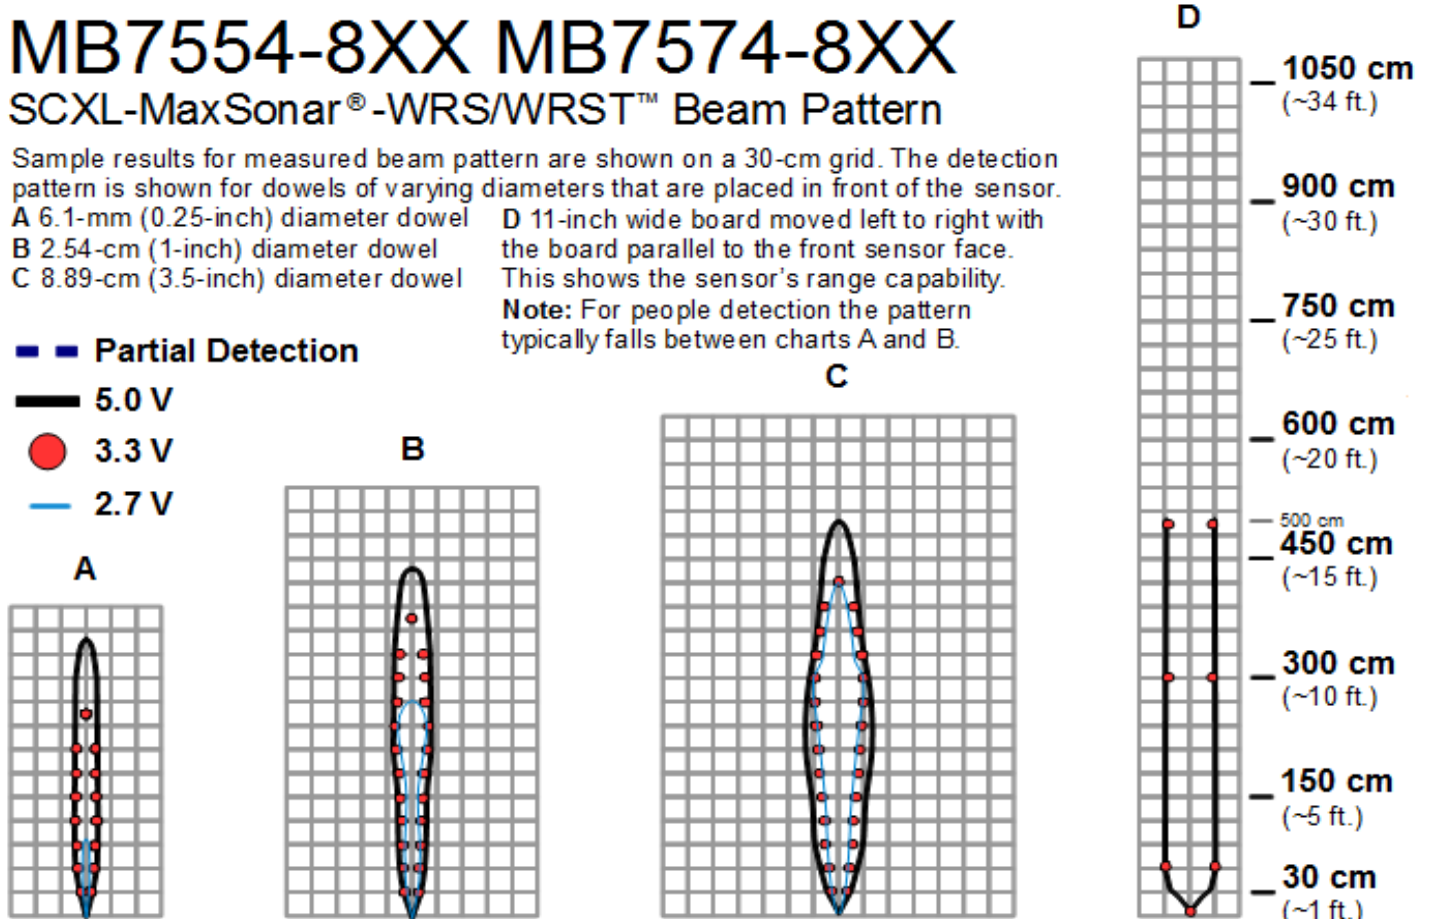 MB7554-8XX MB7574-8XX
SCXL-MaxSonar®-WRS/WRST™ Beam Pattern
Sample results for measured beam pattern are shown on a 30-cm grid. The detection
pattern is shown for dowels of varying diameters that are placed in front of the sensor.
A 6.1-mm (0.25-inch) diameter dowel
B 2.54-cm (1-inch) diameter dowel
C 8.89-cm (3.5-inch) diameter dowel
D 11-inch wide board moved left to right with
the board parallel to the front sensor face.
This shows the sensor's range capability.
Note: For people detection the pattern
typically falls between charts A and B.
Partial Detection
5.0 V
3.3 V
2.7 V
A
B
C
D
1050 cm
(~34 ft.)
900 cm
(~30 ft.)
750 cm
(~25 ft.)
600 cm
(~20 ft.)
500 cm
450 cm
(~15 ft.)
300 cm
(~10 ft.)
150 cm
(~5 ft.)
30 cm
(~1 ft.)